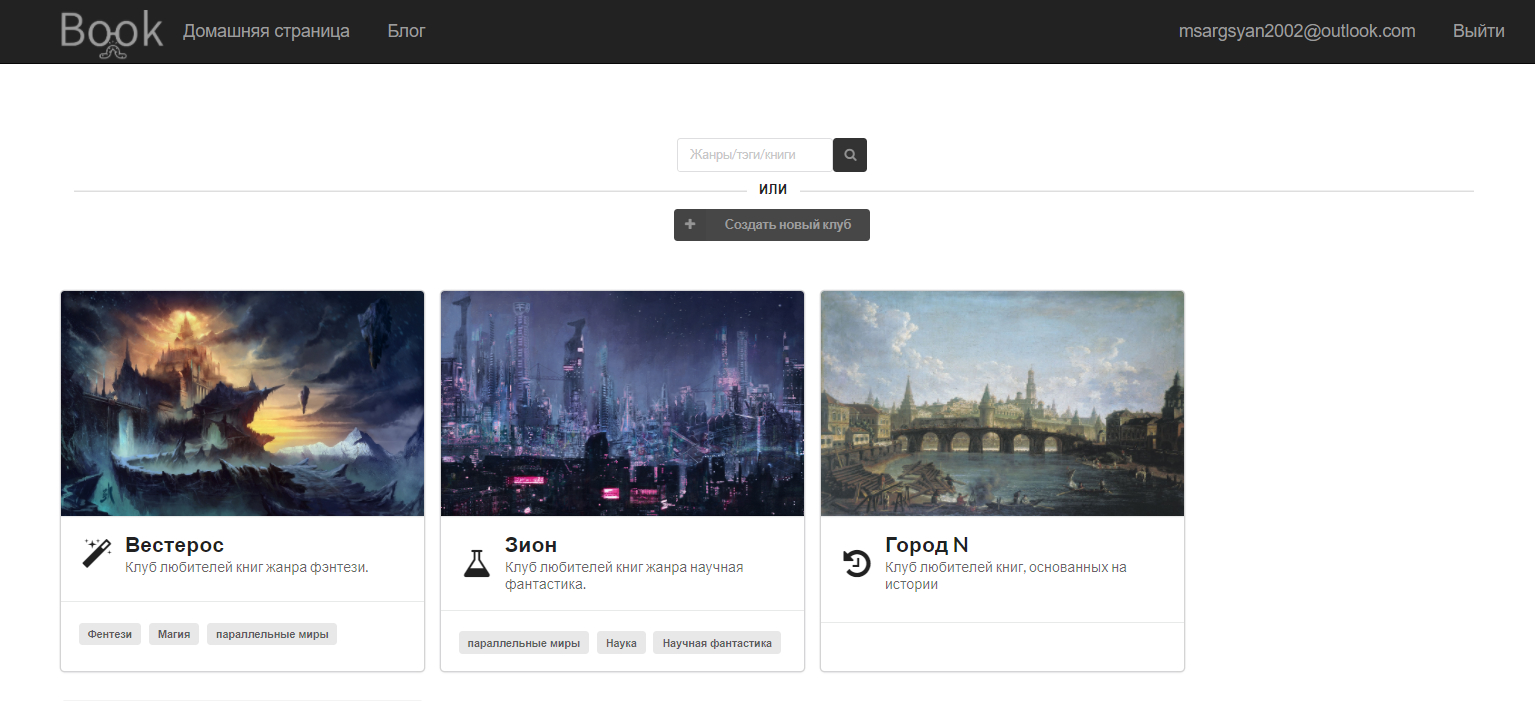 Book Домашняя страница Блог msargsyan2002@outlook.com Выйти
Жанры/тэги/книги
ИЛИ
Создать новый клуб
Вестерос
Клуб любителей книг жанра фэнтези.
Фентези Магия параллельные миры
Зион
Клуб любителей книг жанра научная
фантастика.
параллельные миры Наука Научная фантастика
Город N
Клуб любителей книг, основанных на
истории